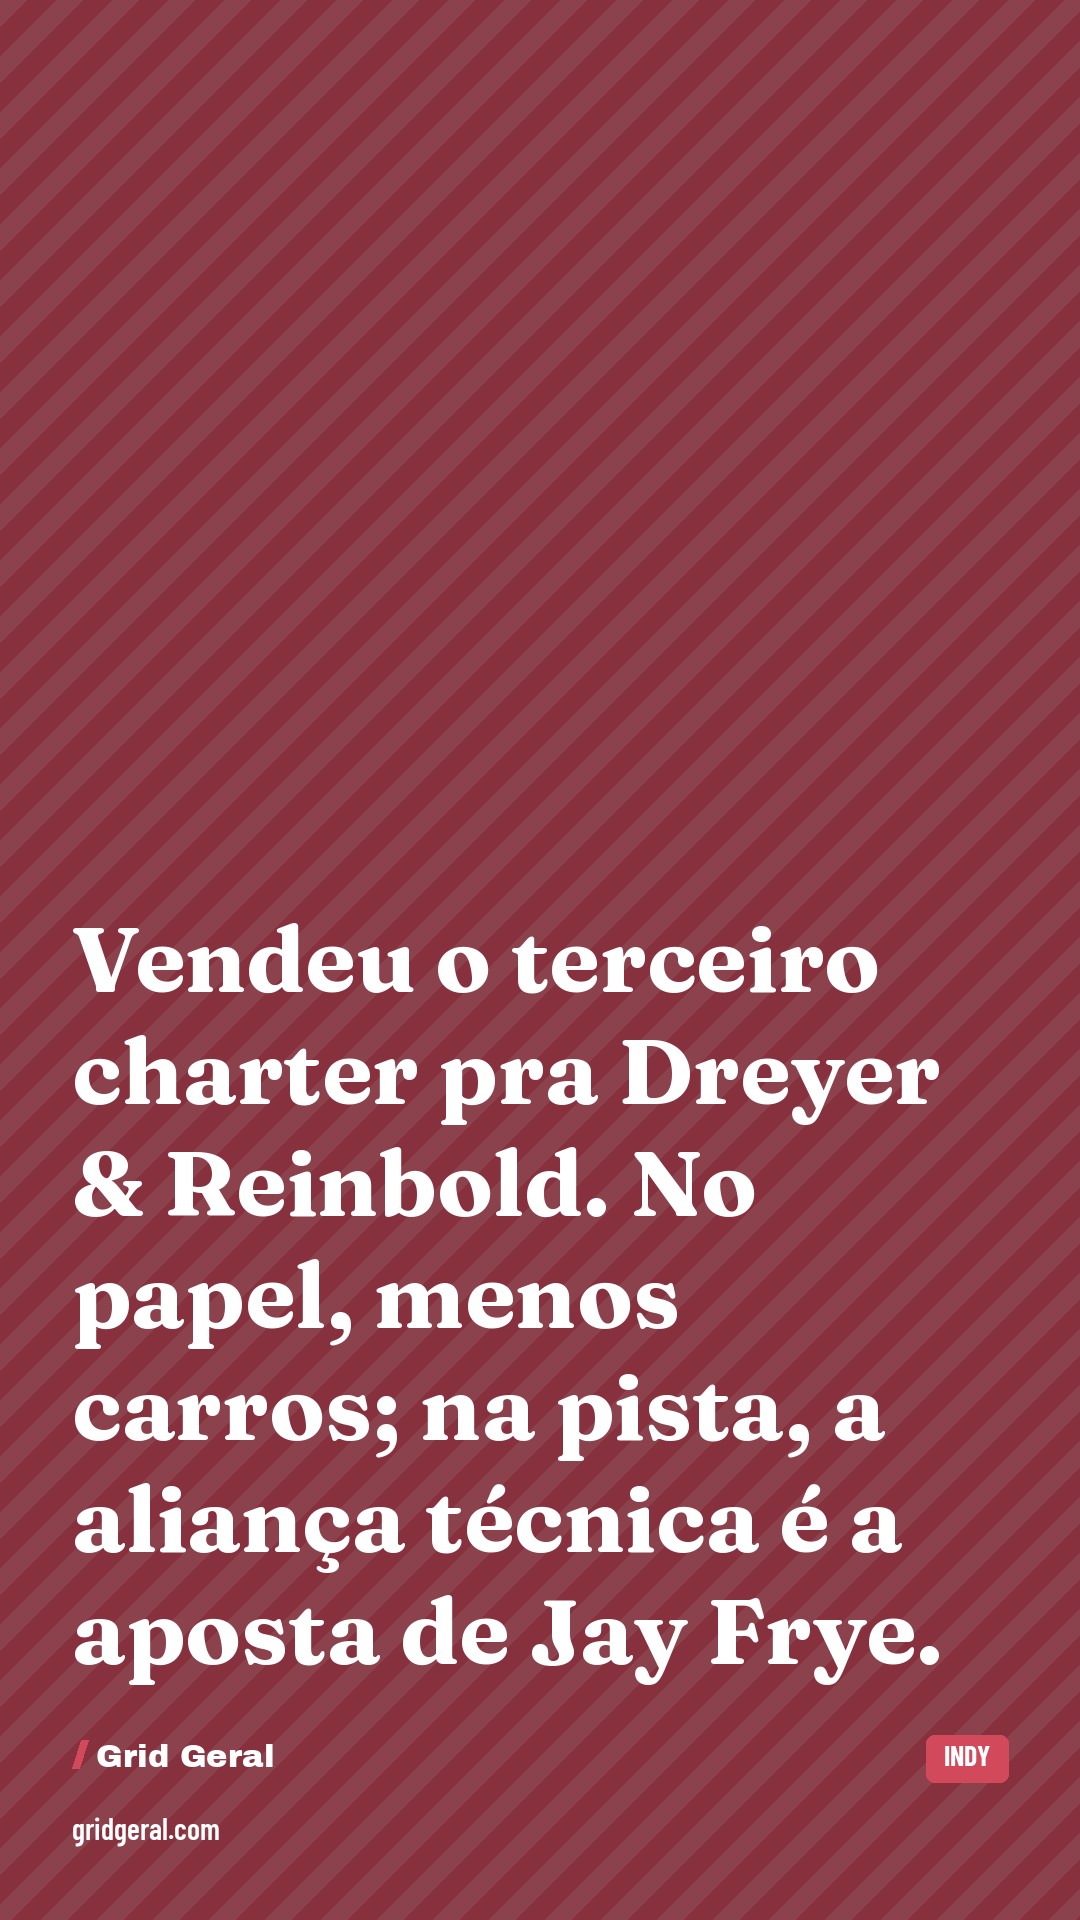 Vendeu o terceiro
charter pra Dreyer
& Reinbold. No
papel, menos
carros; na pista, a
aliança técnica é a
aposta de Jay Frye.
/ Grid Geral
INDY
gridgeral.com